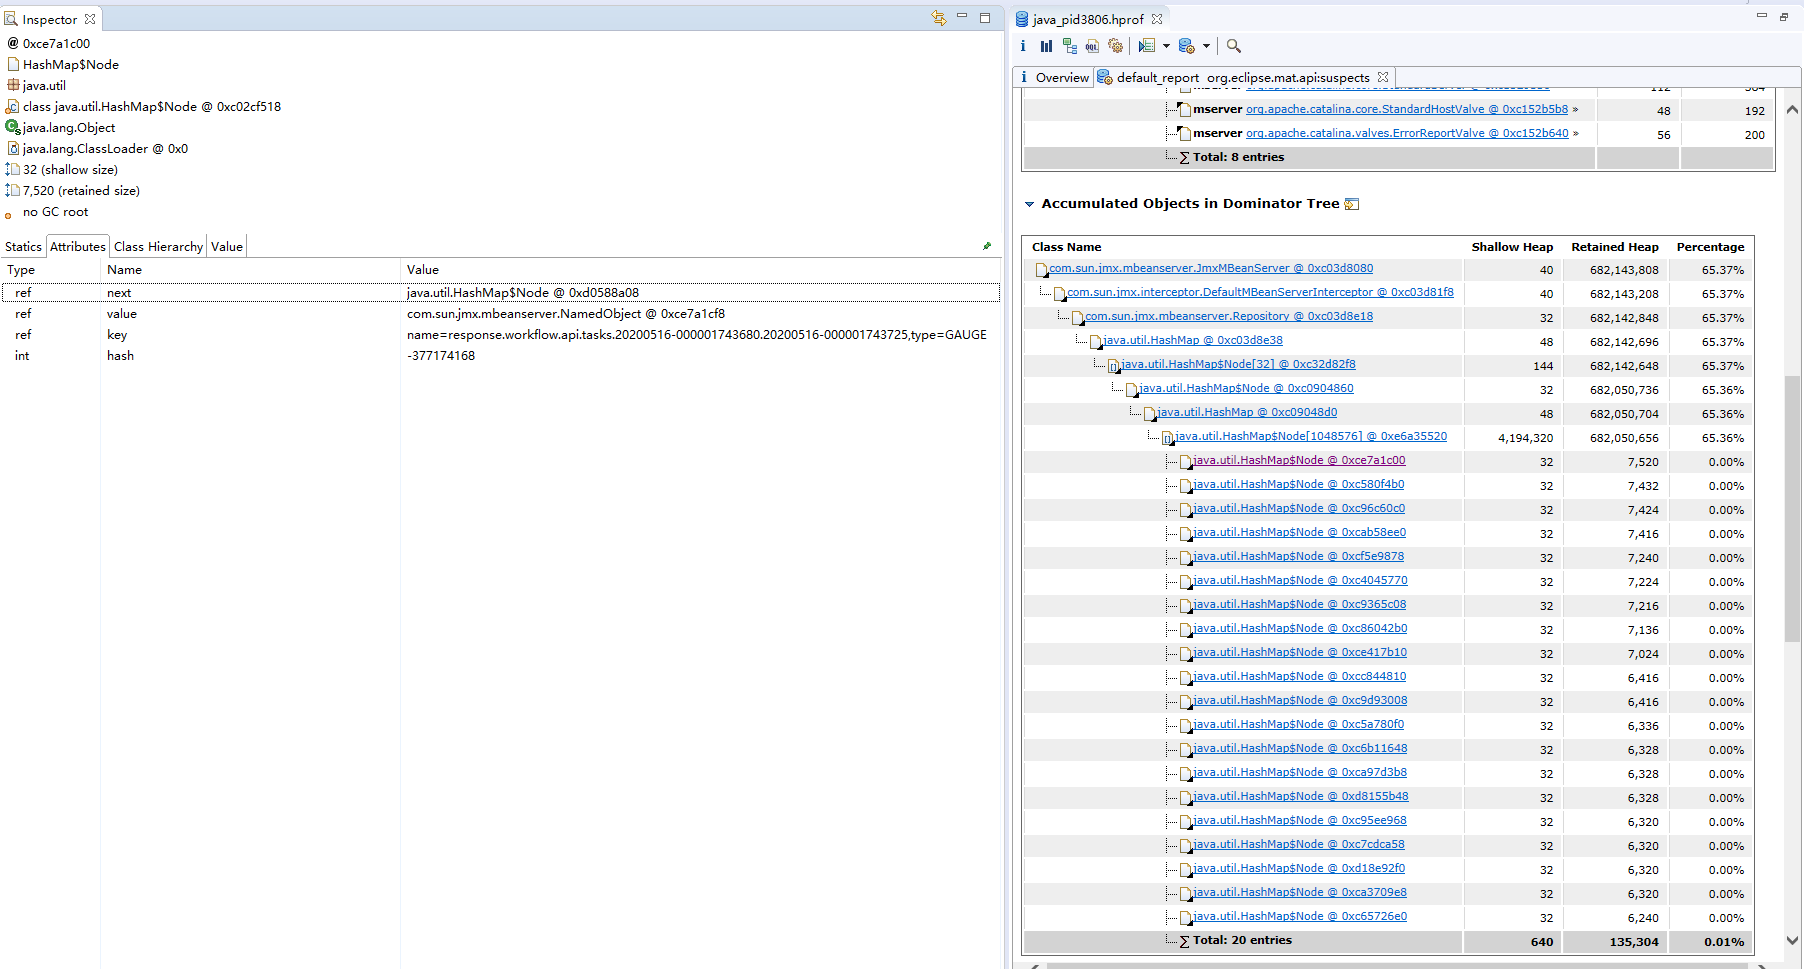 Inspector
0xce7a1c00
HashMap$Node
java.util
class java.util.HashMap$Node @ 0xc02cf518
java.lang.Object
java.lang.ClassLoader @ 0x0
32 (shallow size)
7,520 (retained size)
no GC root
Statics Attributes Class Hierarchy Value
Type Name Value
ref next java.util.HashMap$Node @ 0xd0588a08
ref value com.sun.jmx.mbeanserver.NamedObject @ 0xce7a1cf8
ref key name=response.workflow.api.tasks.20200516-000001743680.20200516-000001743725,type=GAUGE
int hash -377174168
java_pid3806.hprof
Overview default_report org.eclipse.mat.api:suspects
mserver org.apache.catalina.core.StandardHostValve @ 0xc152b5b8 » 48 192
mserver org.apache.catalina.valves.ErrorReportValve @ 0xc152b640 » 56 200
Total: 8 entries
Accumulated Objects in Dominator Tree
Class Name Shallow Heap Retained Heap Percentage
com.sun.jmx.mbeanserver.JmxMBeanServer @ 0xc03d8080 40 682,143,808 65.37%
com.sun.jmx.interceptor.DefaultMBeanServerInterceptor @ 0xc03d81f8 40 682,143,208 65.37%
com.sun.jmx.mbeanserver.Repository @ 0xc03d8e18 32 682,142,848 65.37%
java.util.HashMap @ 0xc03d8e38 48 682,142,696 65.37%
java.util.HashMap$Node[32] @ 0xc32d82f8 144 682,142,648 65.37%
java.util.HashMap$Node @ 0xc0904860 32 682,050,736 65.36%
java.util.HashMap @ 0xc09048d0 48 682,050,704 65.36%
java.util.HashMap$Node[1048576] @ 0xe6a35520 4,194,320 682,050,656 65.36%
java.util.HashMap$Node @ 0xce7a1c00 32 7,520 0.00%
java.util.HashMap$Node @ 0xc580f4b0 32 7,432 0.00%
java.util.HashMap$Node @ 0xc96c60c0 32 7,424 0.00%
java.util.HashMap$Node @ 0xcab58ee0 32 7,416 0.00%
java.util.HashMap$Node @ 0xcf5e9878 32 7,240 0.00%
java.util.HashMap$Node @ 0xc4045770 32 7,224 0.00%
java.util.HashMap$Node @ 0xc9365c08 32 7,216 0.00%
java.util.HashMap$Node @ 0xc86042b0 32 7,136 0.00%
java.util.HashMap$Node @ 0xce417b10 32 7,024 0.00%
java.util.HashMap$Node @ 0xcc844810 32 6,416 0.00%
java.util.HashMap$Node @ 0xc9d93008 32 6,416 0.00%
java.util.HashMap$Node @ 0xc5a780f0 32 6,336 0.00%
java.util.HashMap$Node @ 0xc6b11648 32 6,328 0.00%
java.util.HashMap$Node @ 0xca97d3b8 32 6,328 0.00%
java.util.HashMap$Node @ 0xd8155b48 32 6,328 0.00%
java.util.HashMap$Node @ 0xc95ee968 32 6,320 0.00%
java.util.HashMap$Node @ 0xc7cdca58 32 6,320 0.00%
java.util.HashMap$Node @ 0xd18e92f0 32 6,320 0.00%
java.util.HashMap$Node @ 0xca3709e8 32 6,320 0.00%
java.util.HashMap$Node @ 0xc65726e0 32 6,240 0.00%
Total: 20 entries 640 135,304 0.01%